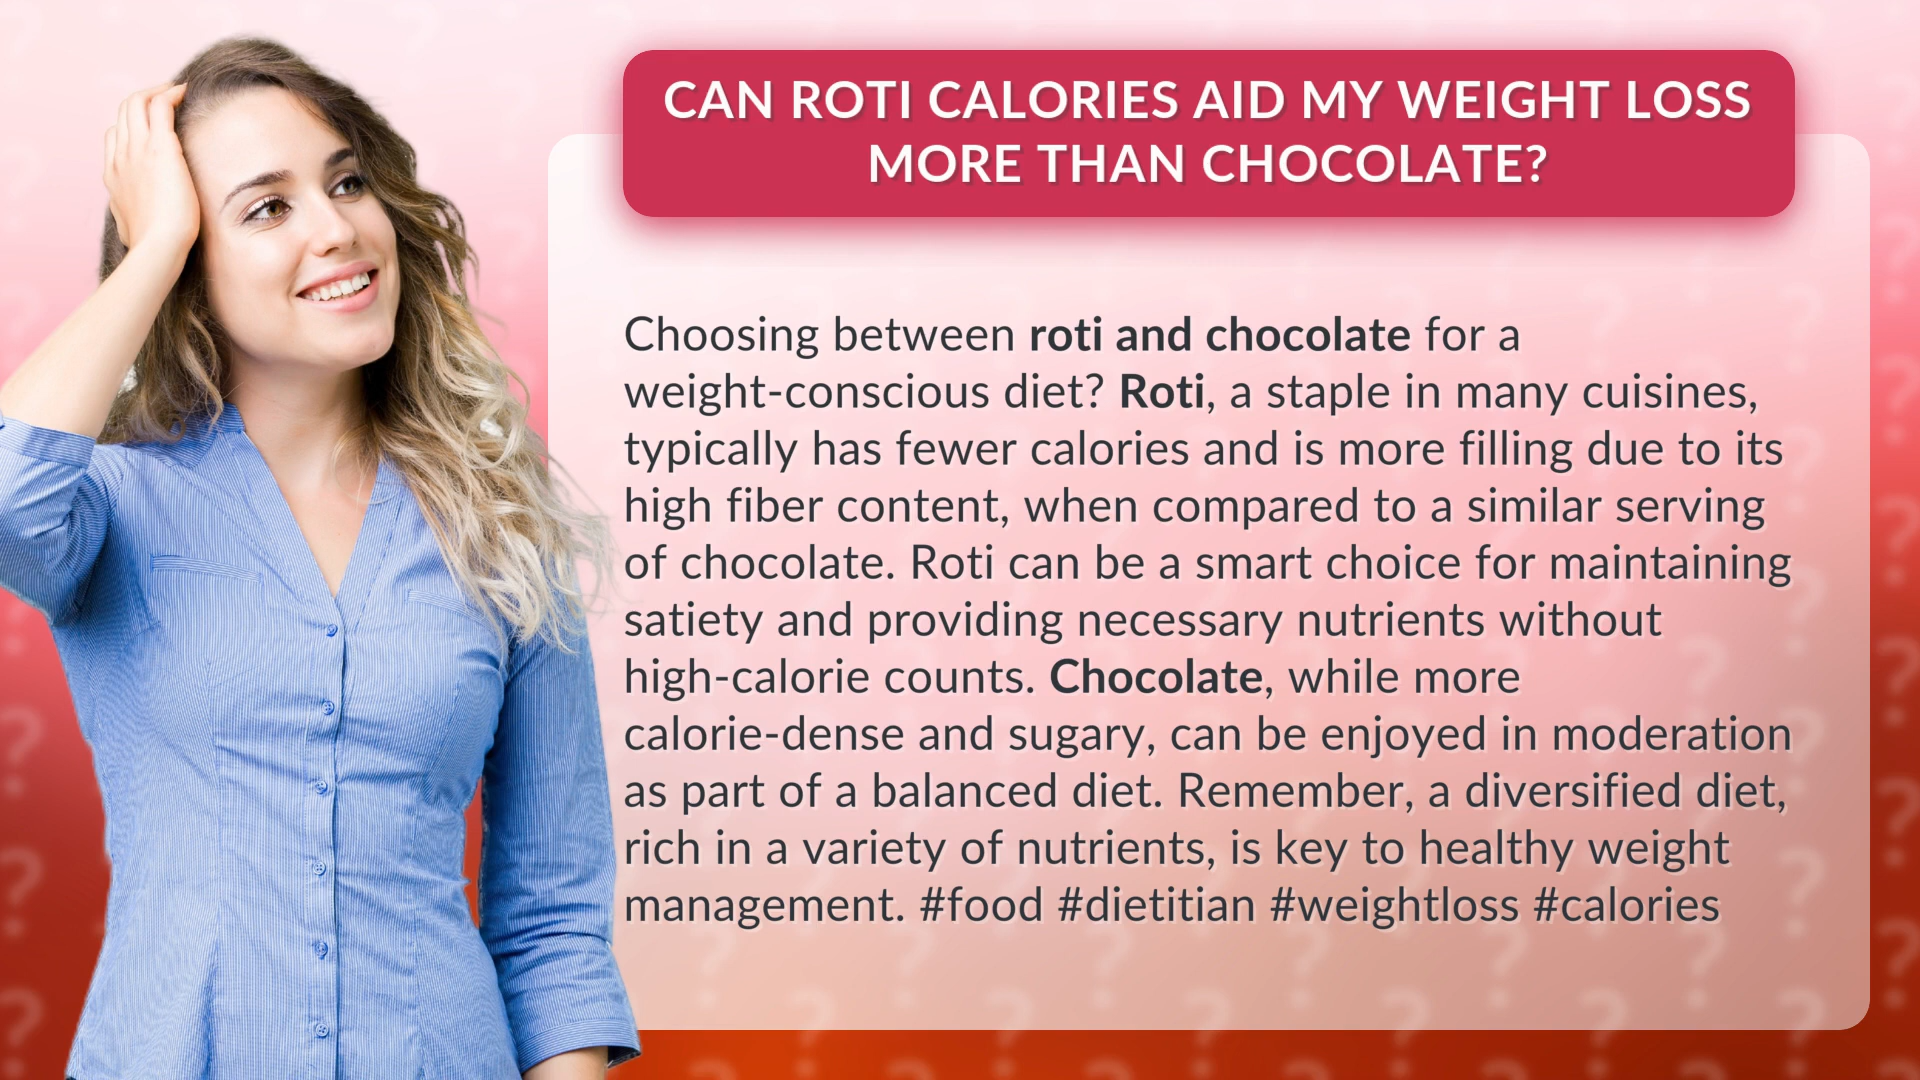 CAN ROTI CALORIES AID MY WEIGHT LOSS
MORE THAN CHOCOLATE?
Choosing between roti and chocolate for a
weight-conscious diet? Roti, a staple in many cuisines,
typically has fewer calories and is more filling due to its
high fiber content, when compared to a similar serving
of chocolate. Roti can be a smart choice for maintaining
satiety and providing necessary nutrients without
high-calorie counts. Chocolate, while more
calorie-dense and sugary, can be enjoyed in moderation
as part of a balanced diet. Remember, a diversified diet,
rich in a variety of nutrients, is key to healthy weight
management. #food #dietitian #weightloss #calories